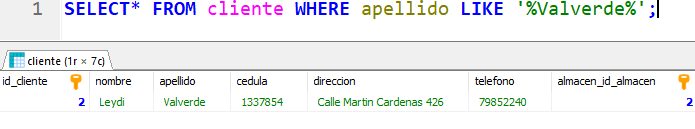 1 SELECT* FROM cliente WHERE apellido LIKE '%Valverde%';
cliente (1r × 7c)
id_cliente nombre apellido cedula direccion telefono almacen_id_almacen
2 Leydi Valverde 1337854 Calle Martin Cardenas 426 79852240 2